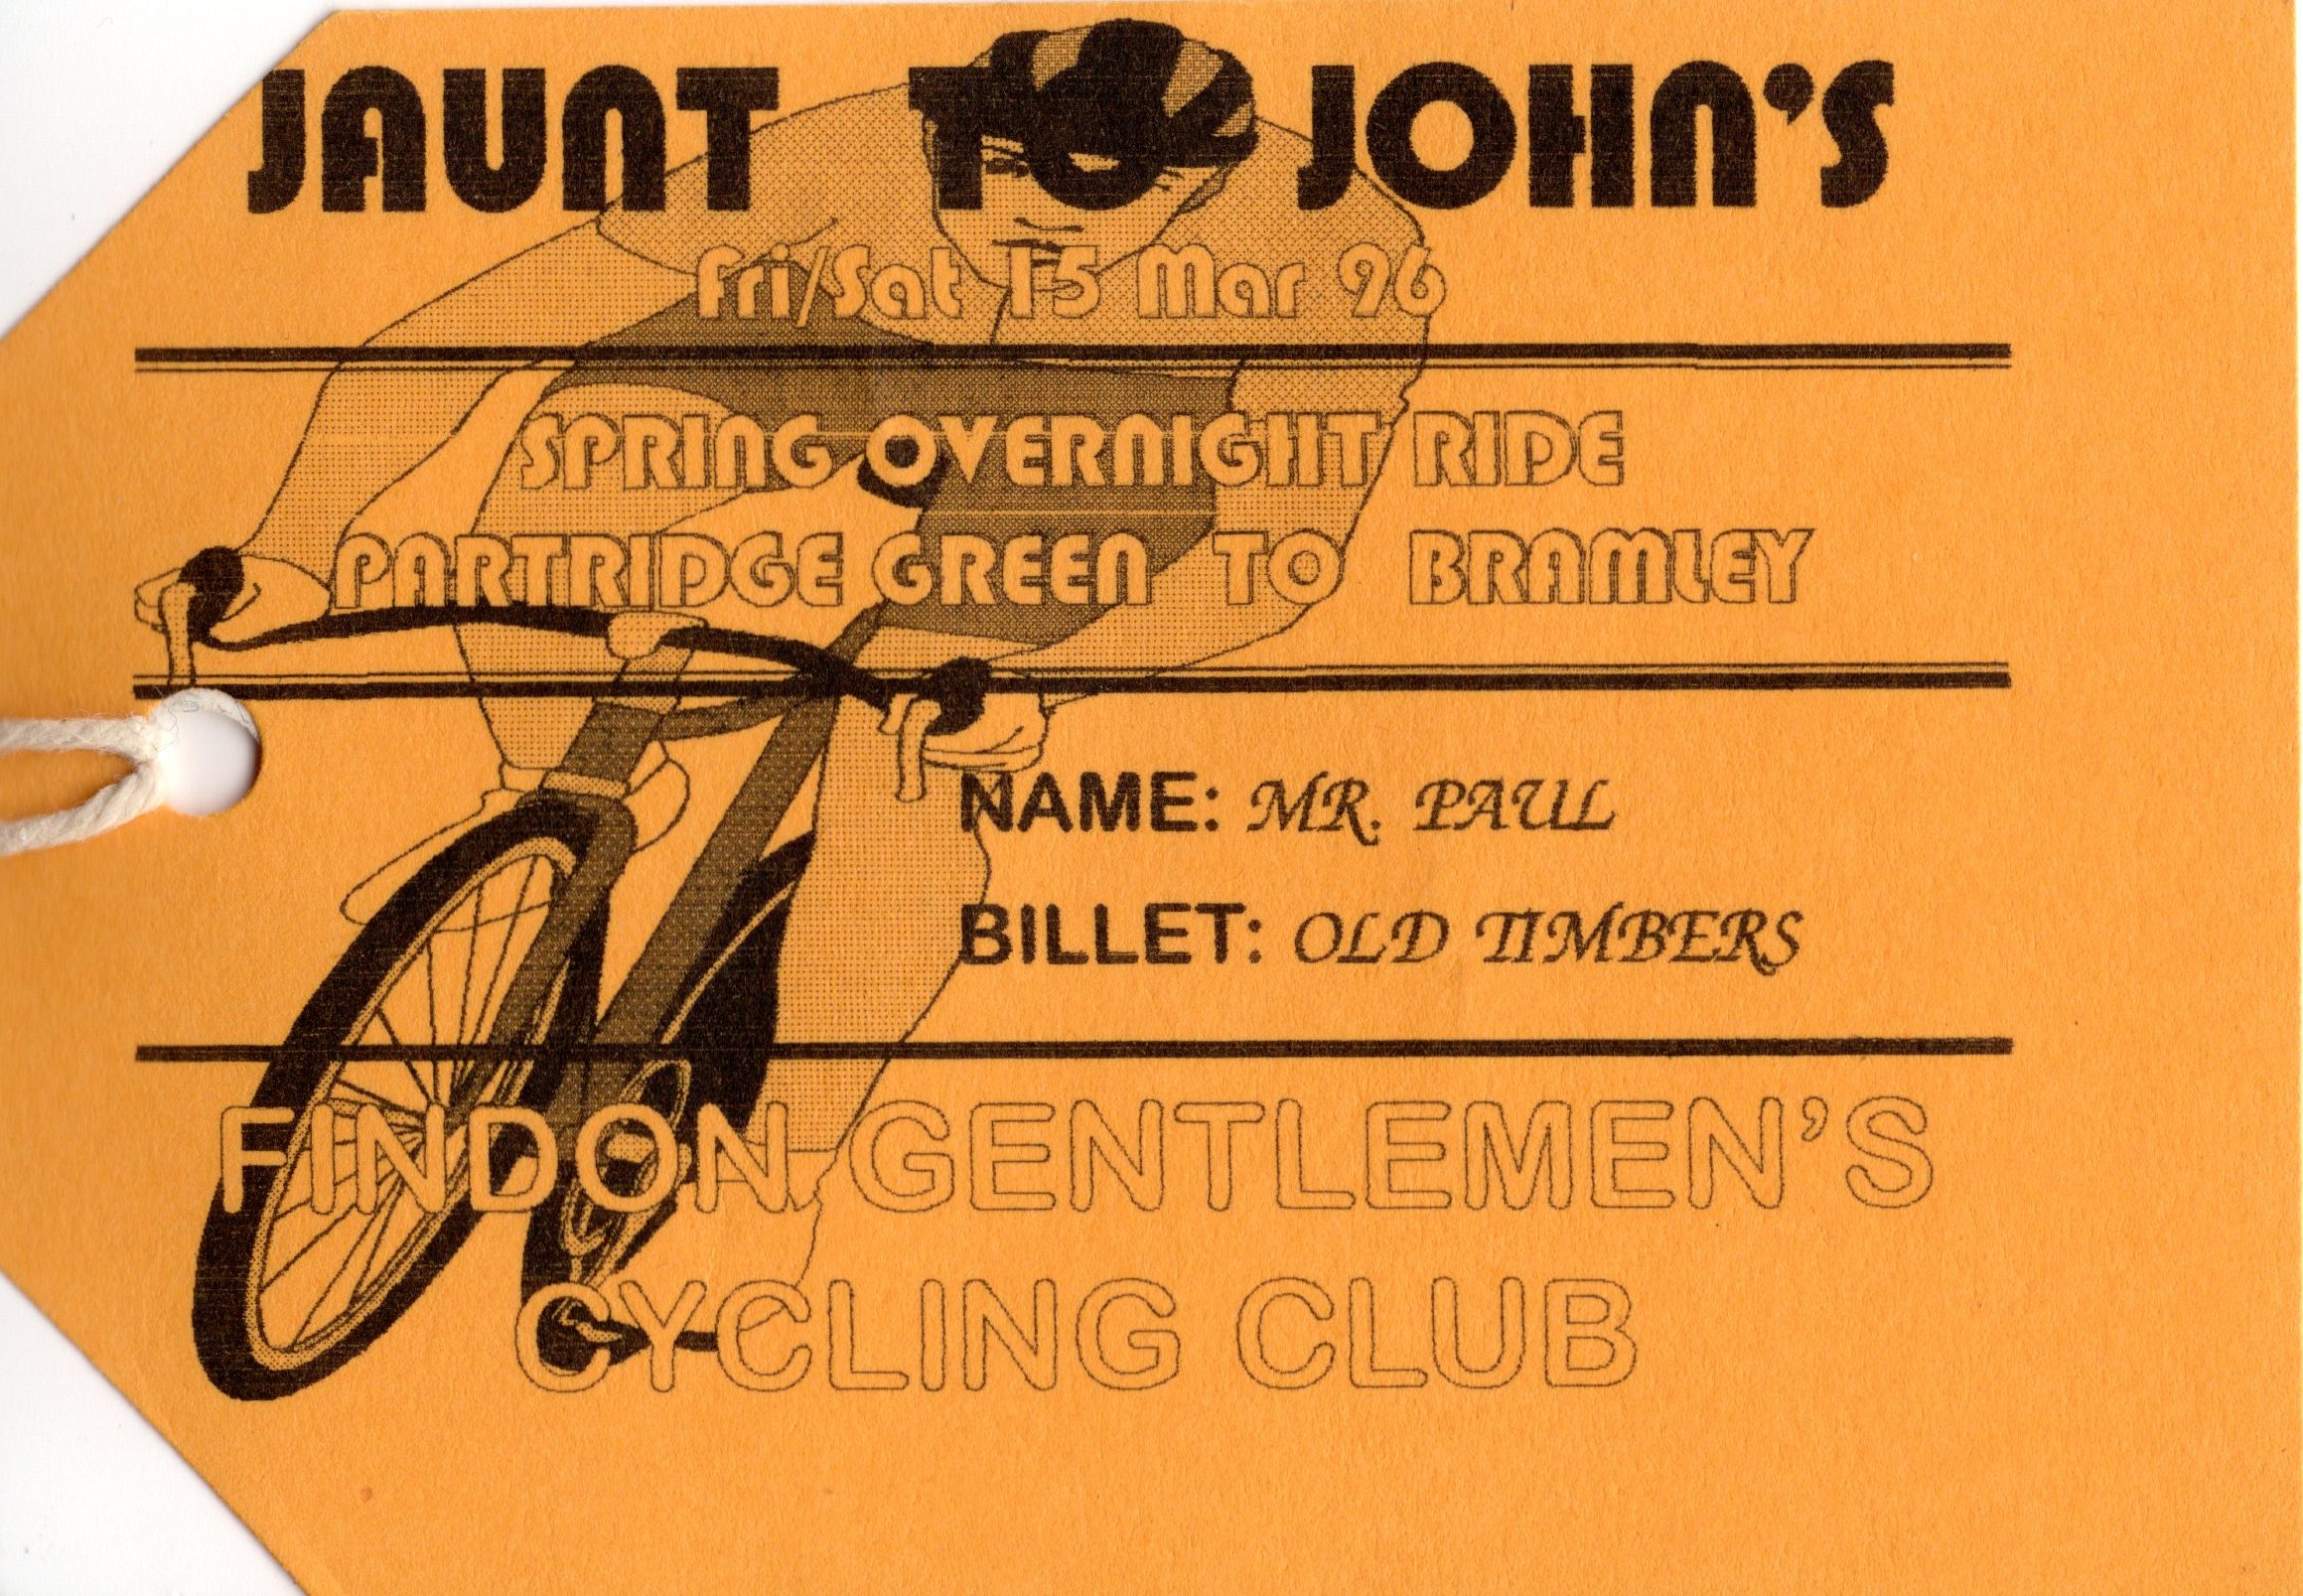 JAUNT TO JOHN'S
Fri/Sat 15 Mar 96
SPRING OVERNIGHT RIDE
PARTRIDGE GREEN TO BRAMLEY
NAME: MR. PAUL
BILLET: OLD TIMBERS
FINDON GENTLEMEN'S
CYCLING CLUB